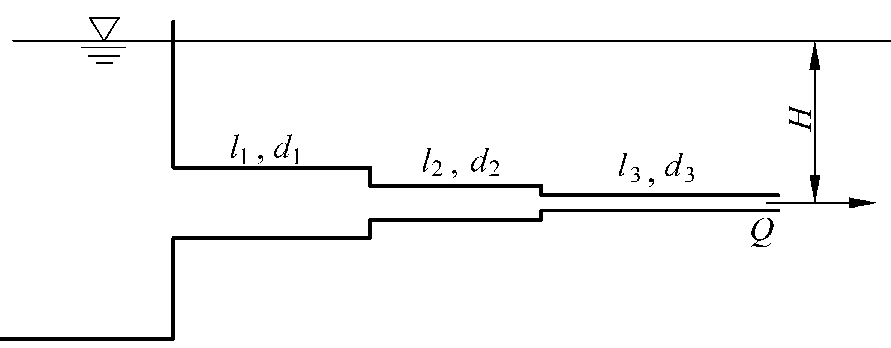 H
l₁, d₁
l₂, d₂
l₃, d₃
Q